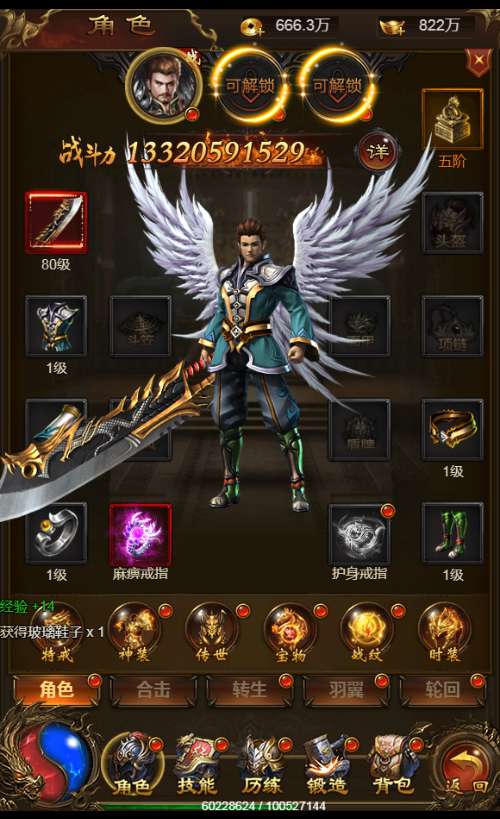 角色
666.3万
822万
战
可解锁
可解锁
战斗力 13320591529
详
五阶
80级
头盔
1级
斗笠
项链
盾牌
1级
1级
麻痹戒指
护身戒指
1级
经验 +14
获得玻璃鞋子 x 1
特戒
神装
传世
宝物
战纹
时装
角色
合击
转生
羽翼
轮回
角色
技能
历练
锻造
背包
返回
60228624 / 100527144